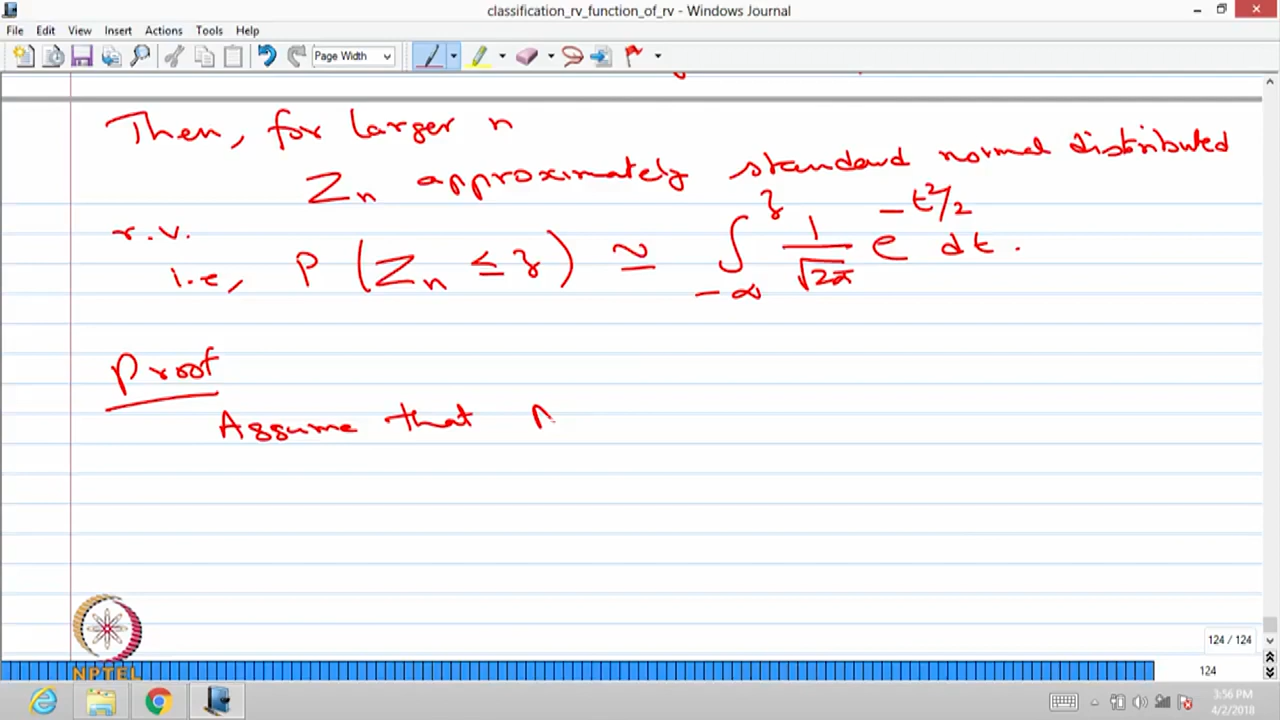 classification_rv_function_of_rv - Windows Journal
File Edit View Insert Actions Tools Help
Page Width
Then, for larger n
Zn approximately standard normal distributed
r.v.
i.e, P (Zn ≤ z) ≃ ∫_{-∞}^{z} 1/√2π e^{-t²/2} dt.
Proof
Assume that
NPTEL
124 / 124
124
3:56 PM
4/2/2018